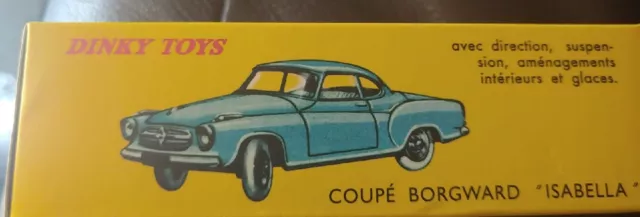 DINKY TOYS
avec direction, suspen-
sion, aménagements
intérieurs et glaces.
COUPÉ BORGWARD "ISABELLA"